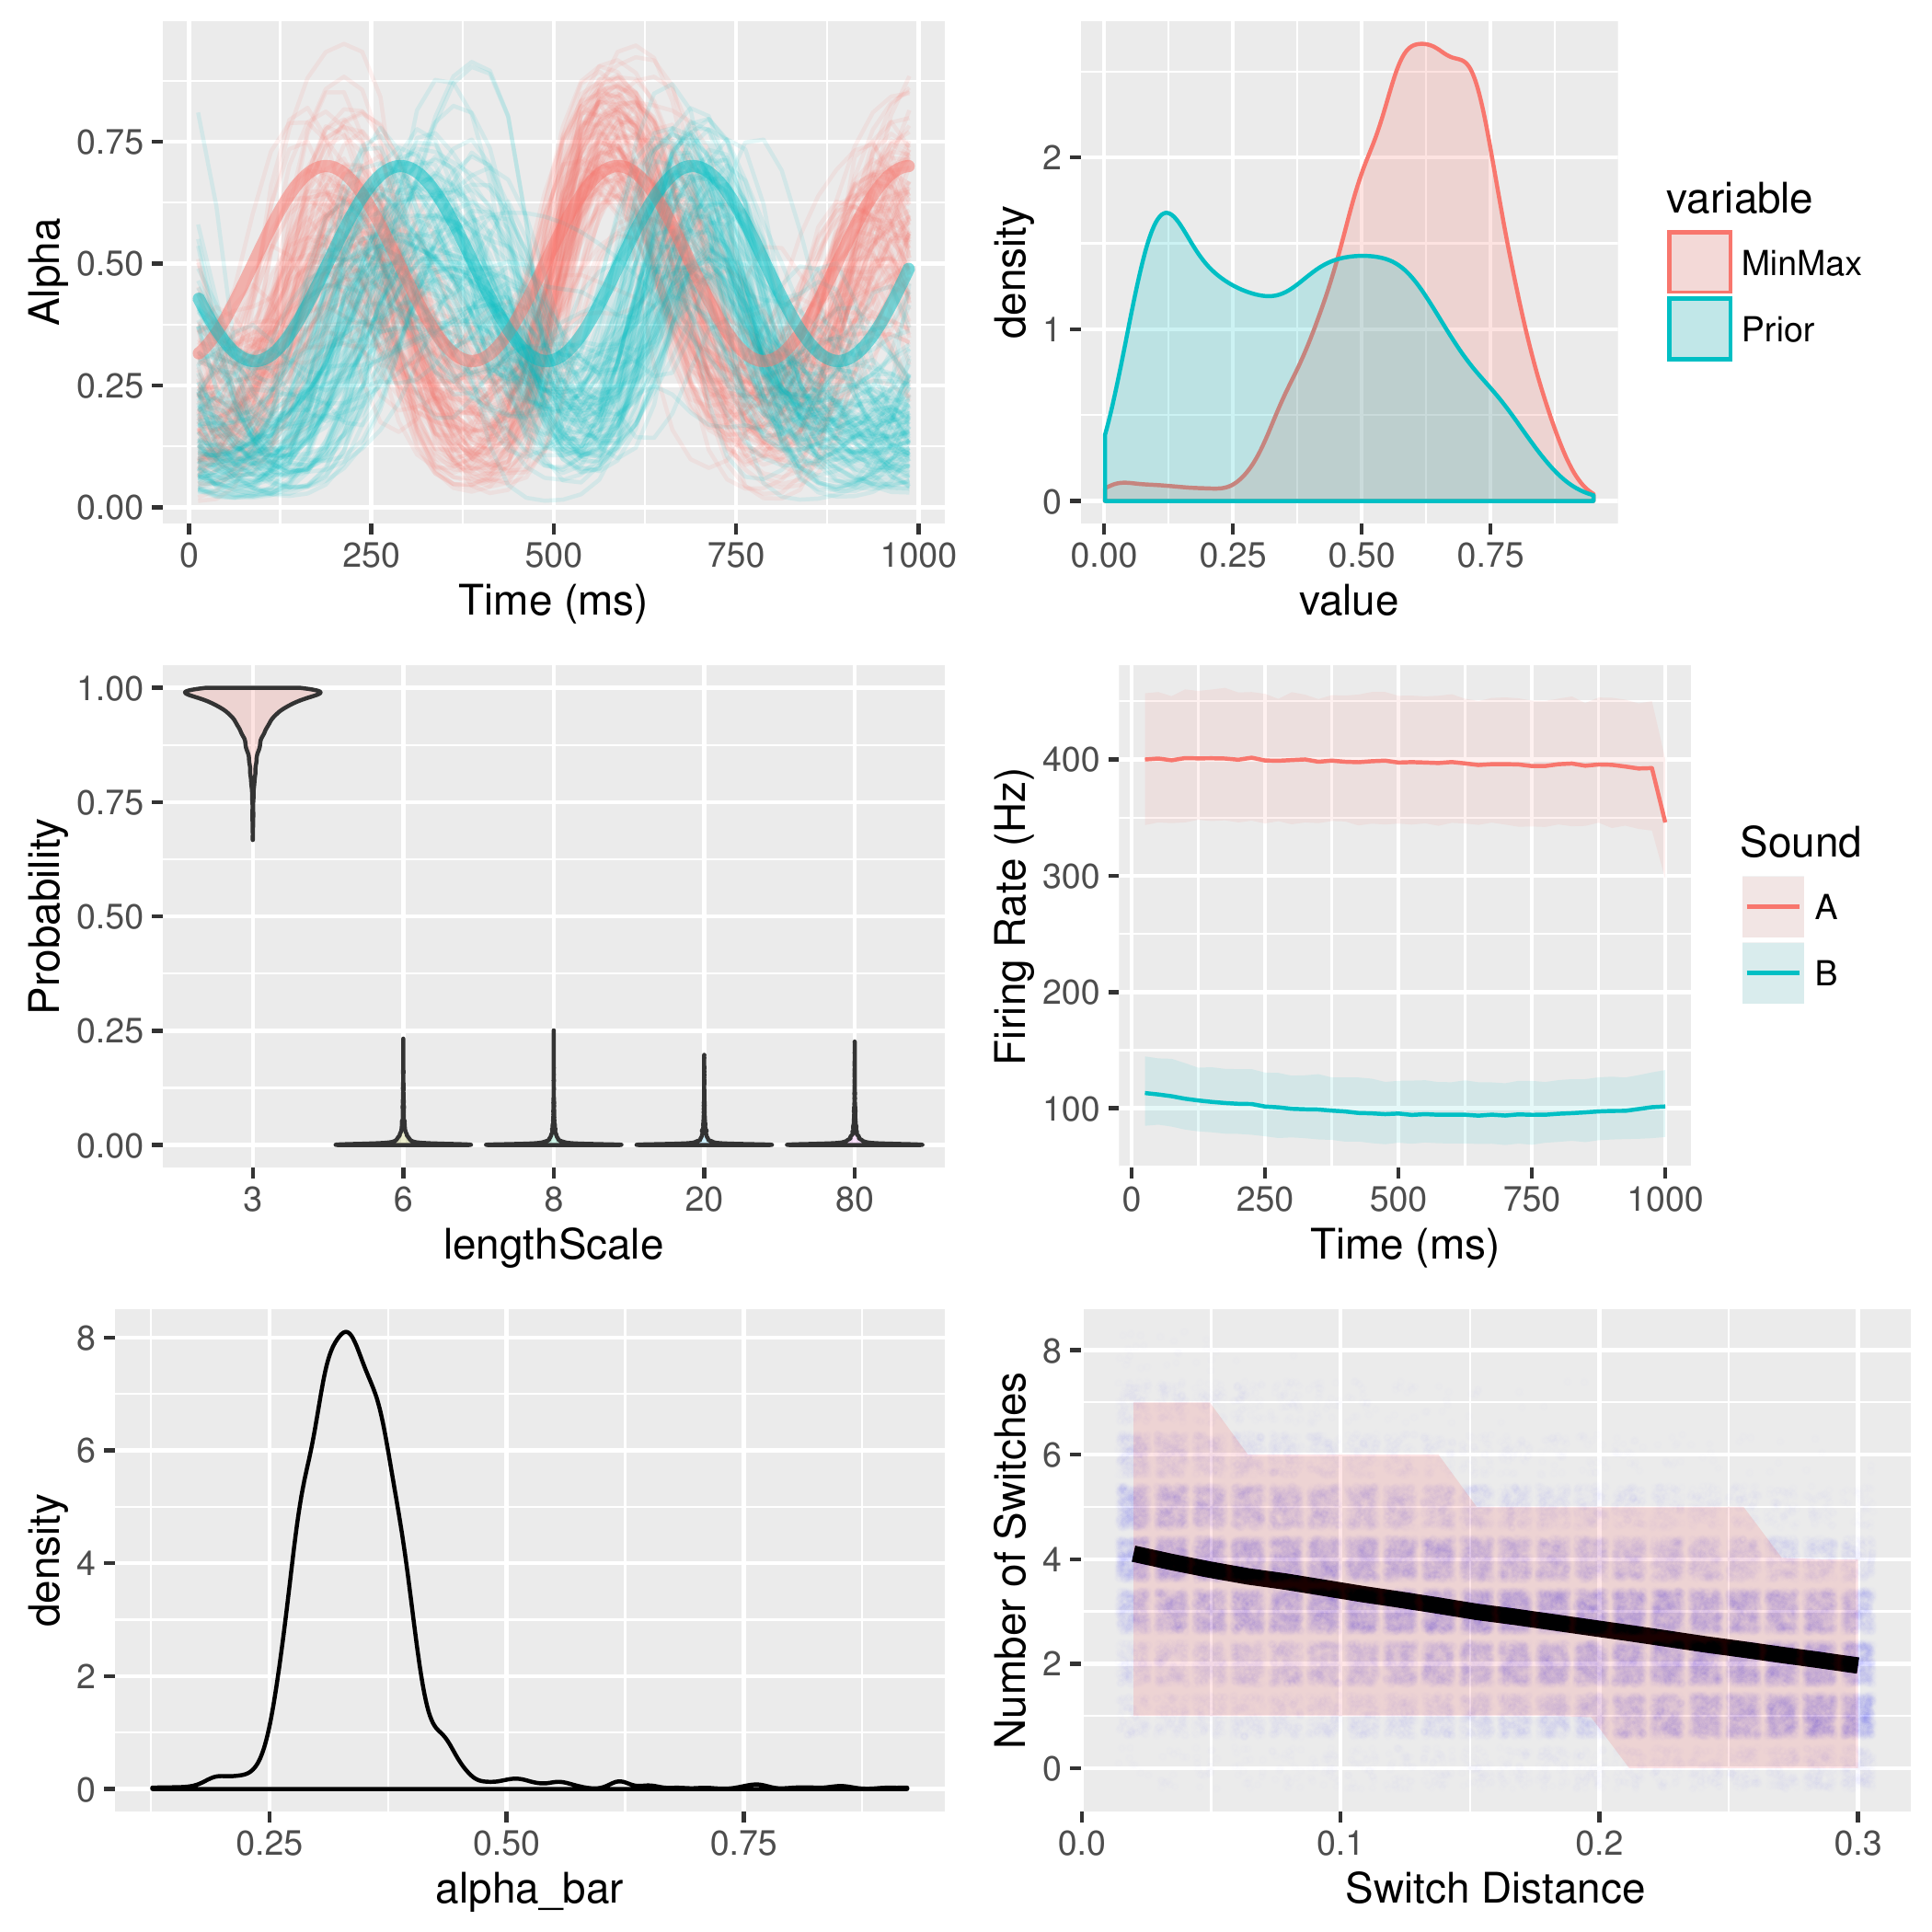 Alpha
0.75
0.50
0.25
0.00
0 250 500 750 1000
Time (ms)
density
2
1
0
0.00 0.25 0.50 0.75
value
variable
MinMax
Prior
Probability
1.00
0.75
0.50
0.25
0.00
3 6 8 20 80
lengthScale
Firing Rate (Hz)
400
300
200
100
0 250 500 750 1000
Time (ms)
Sound
A
B
density
8
6
4
2
0
0.25 0.50 0.75
alpha_bar
Number of Switches
8
6
4
2
0
0.0 0.1 0.2 0.3
Switch Distance